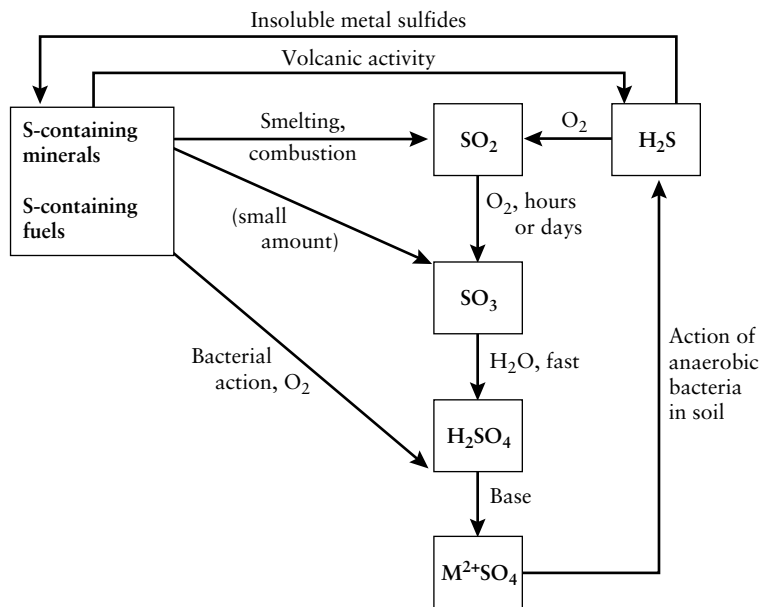 Insoluble metal sulfides
Volcanic activity
S-containing
minerals
S-containing
fuels
Smelting,
combustion
SO₂
O₂
H₂S
O₂, hours
or days
(small
amount)
SO₃
H₂O, fast
Bacterial
action, O₂
Action of
anaerobic
bacteria
in soil
H₂SO₄
Base
M²⁺SO₄